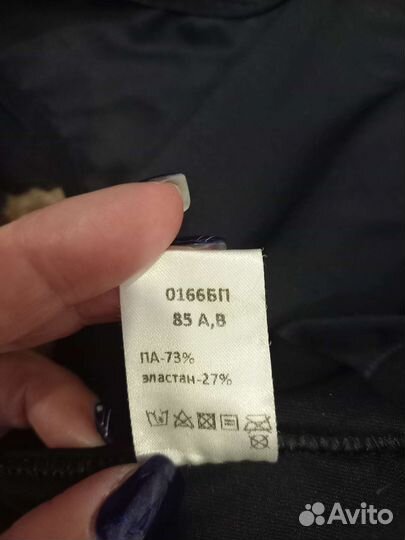 0166БП
85 А,В
ПА-73%
эластан-27%
Avito